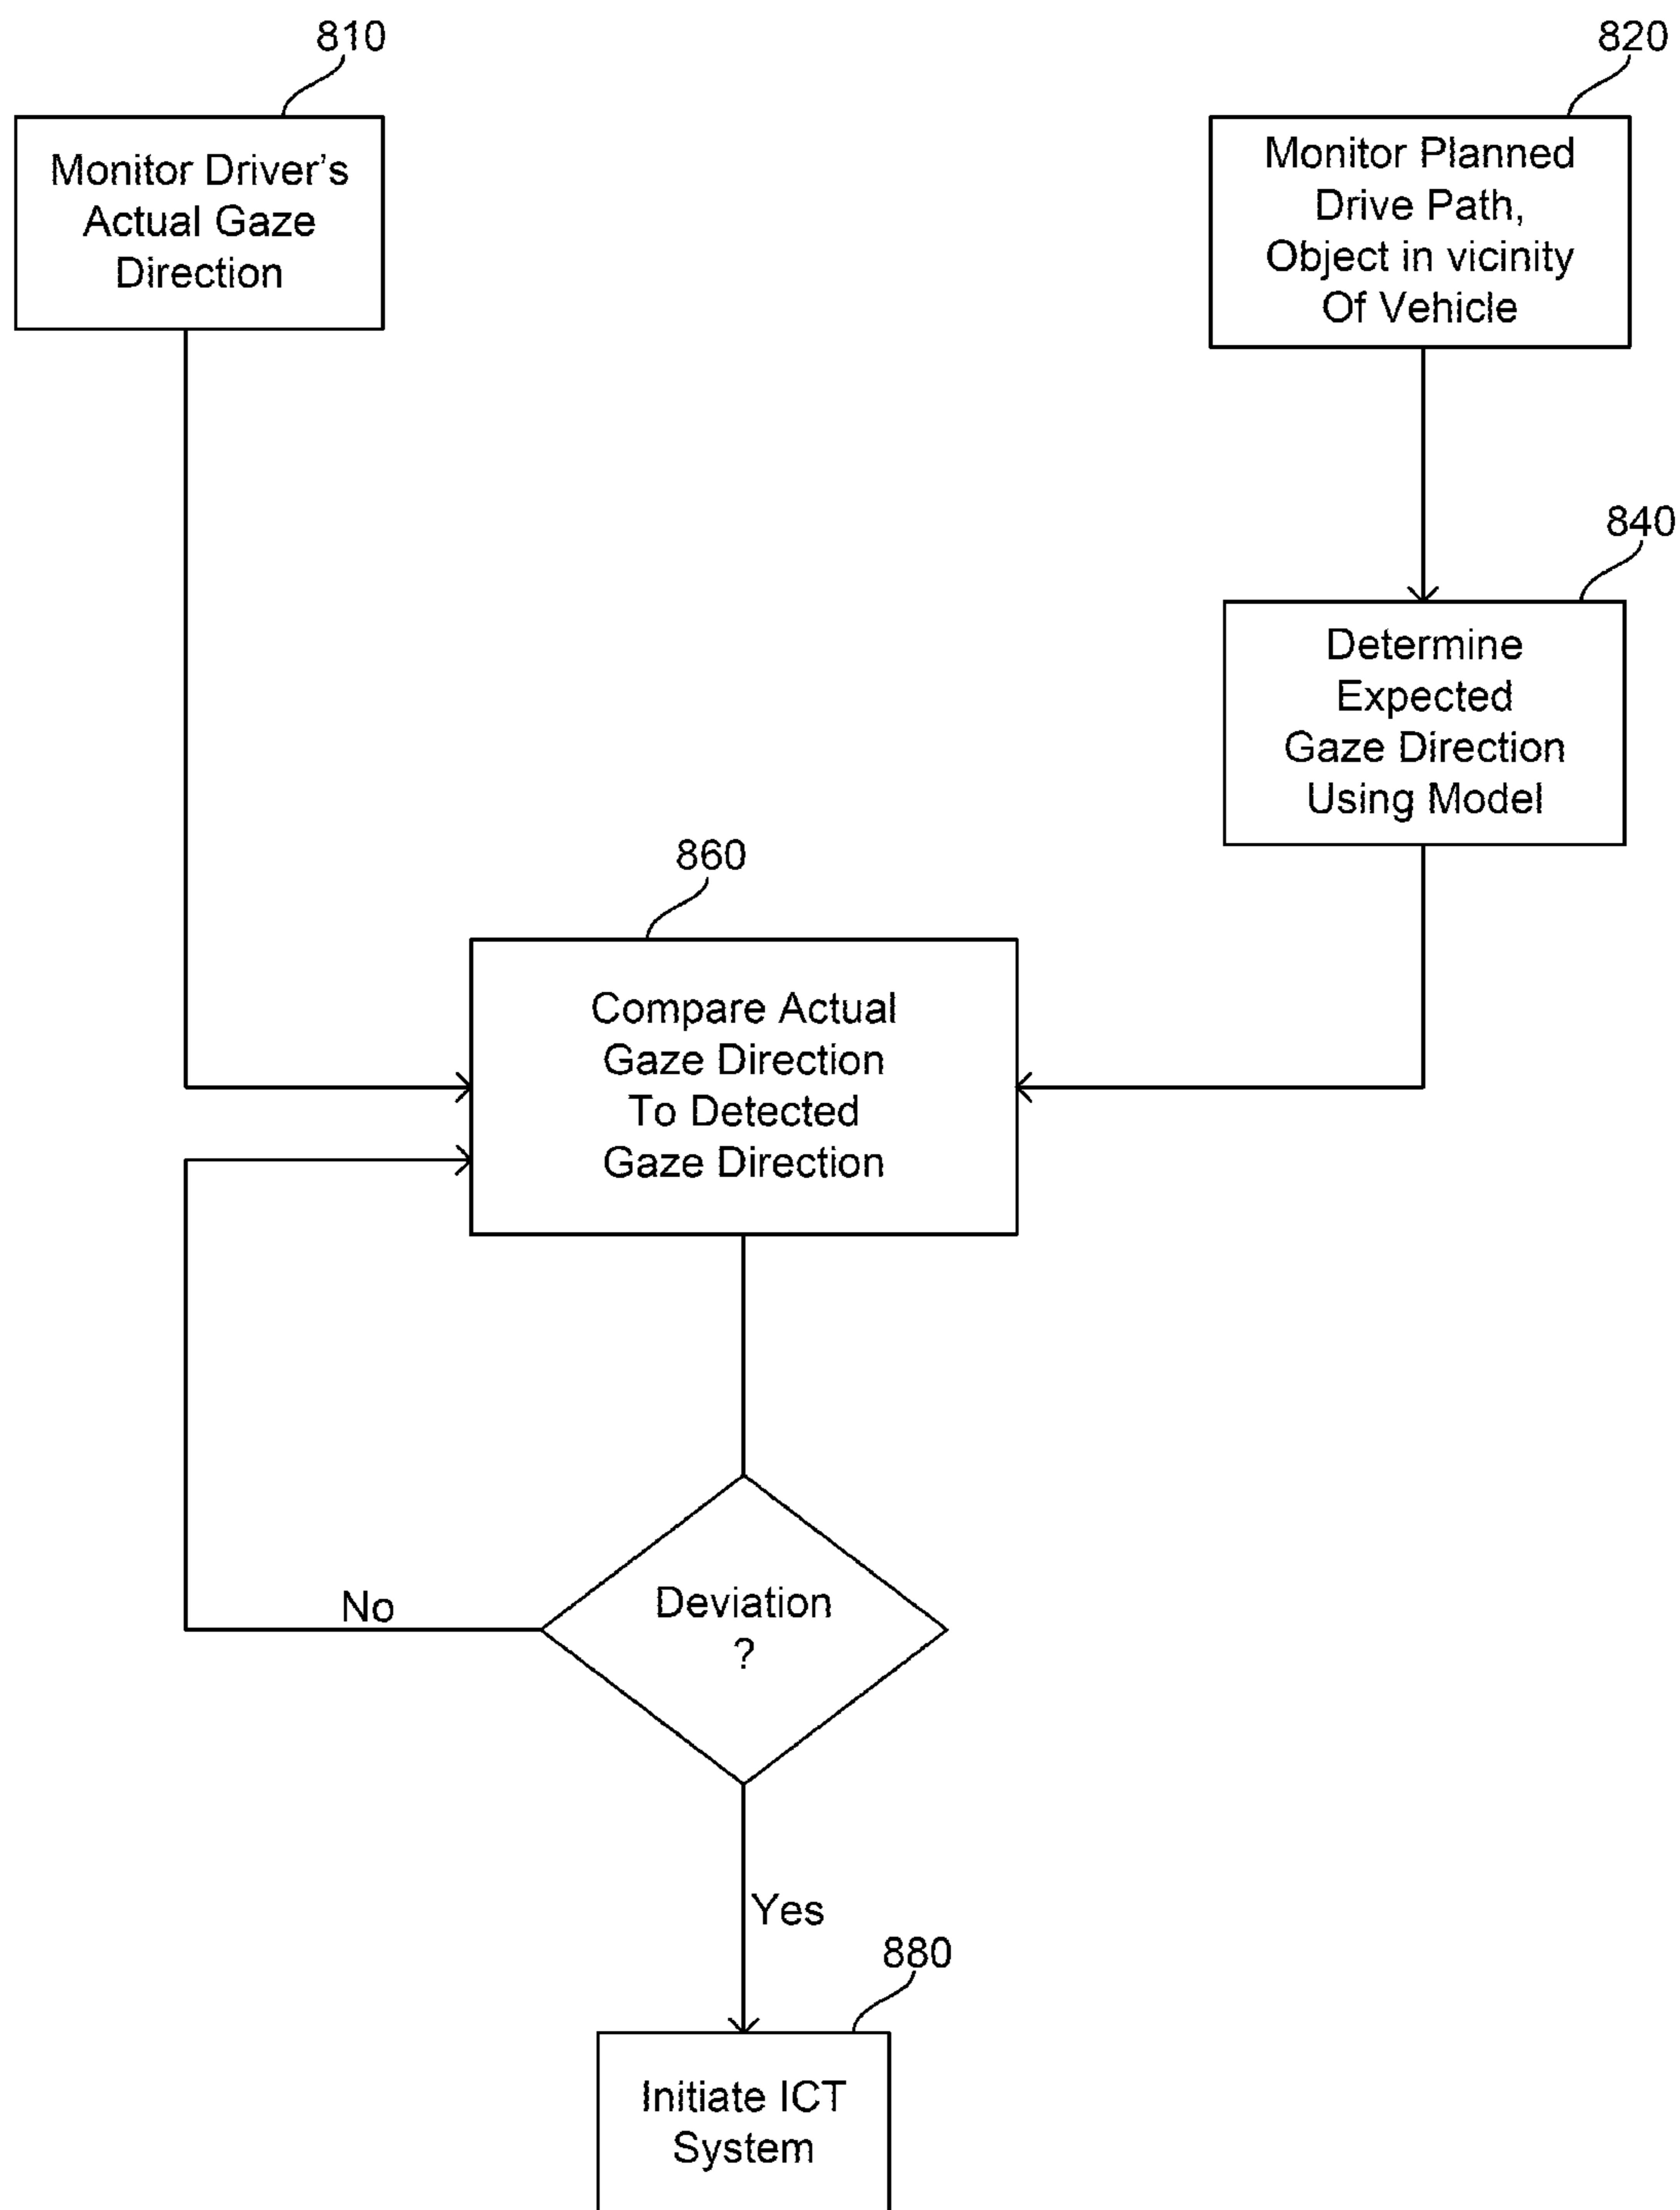 810
Monitor Driver's
Actual Gaze
Direction
820
Monitor Planned
Drive Path,
Object in vicinity
Of Vehicle
840
Determine
Expected
Gaze Direction
Using Model
860
Compare Actual
Gaze Direction
To Detected
Gaze Direction
Deviation
?
No
Yes
880
Initiate ICT
System